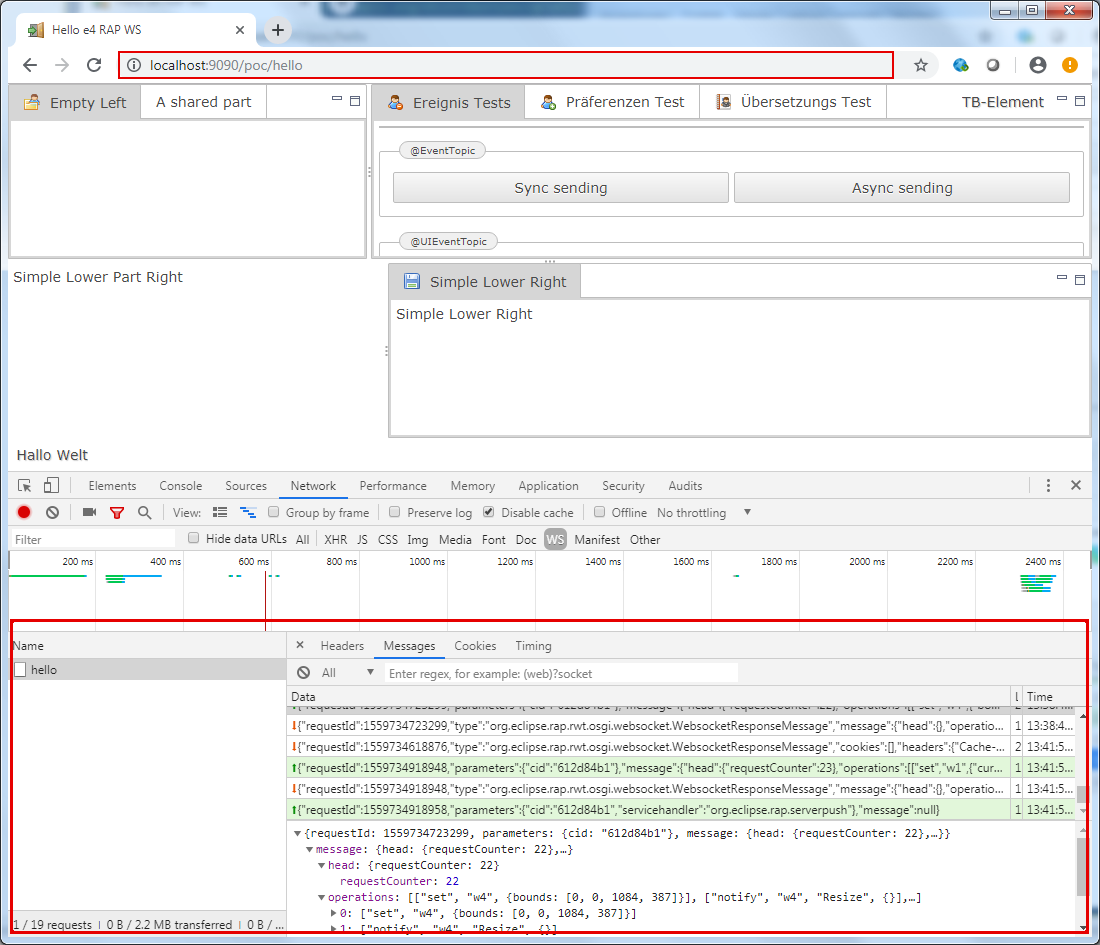 Hello e4 RAP WS
localhost:9090/poc/hello
Empty Left
A shared part
Ereignis Tests
Präferenzen Test
Übersetzungs Test
TB-Element
@EventTopic
Sync sending
Async sending
@UIEventTopic
Simple Lower Part Right
Simple Lower Right
Simple Lower Right
Hallo Welt
Elements Console Sources Network Performance Memory Application Security Audits
View: Group by frame Preserve log Disable cache Offline No throttling
Filter Hide data URLs All XHR JS CSS Img Media Font Doc WS Manifest Other
200 ms 400 ms 600 ms 800 ms 1000 ms 1200 ms 1400 ms 1600 ms 1800 ms 2000 ms 2200 ms 2400 ms
Name
hello
Headers Messages Cookies Timing
All Enter regex, for example: (web)?socket
Data l Time
{"requestId":1559734723299,"type":"org.eclipse.rap.rwt.osgi.websocket.WebsocketResponseMessage","message":{"head":{},"operatio... 1 13:38:4...
{"requestId":1559734618876,"type":"org.eclipse.rap.rwt.osgi.websocket.WebsocketResponseMessage","cookies":[],"headers":{"Cache-... 2 13:41:5...
{"requestId":1559734918948,"parameters":{"cid":"612d84b1"},"message":{"head":{"requestCounter":23},"operations":[["set","w1",{"cur... 1 13:41:5...
{"requestId":1559734918948,"type":"org.eclipse.rap.rwt.osgi.websocket.WebsocketResponseMessage","message":{"head":{},"operatio... 1 13:41:5...
{"requestId":1559734918958,"parameters":{"cid":"612d84b1","servicehandler":"org.eclipse.rap.serverpush"},"message":null} 1 13:41:5...
{requestId: 1559734723299, parameters: {cid: "612d84b1"}, message: {head: {requestCounter: 22},…}}
message: {head: {requestCounter: 22},…}
head: {requestCounter: 22}
requestCounter: 22
operations: [["set", "w4", {bounds: [0, 0, 1084, 387]}], ["notify", "w4", "Resize", {}],…]
0: ["set", "w4", {bounds: [0, 0, 1084, 387]}]
1: ["notify", "w4", "Resize", {}]
1 / 19 requests | 0 B / 2.2 MB transferred | 0 B / ...